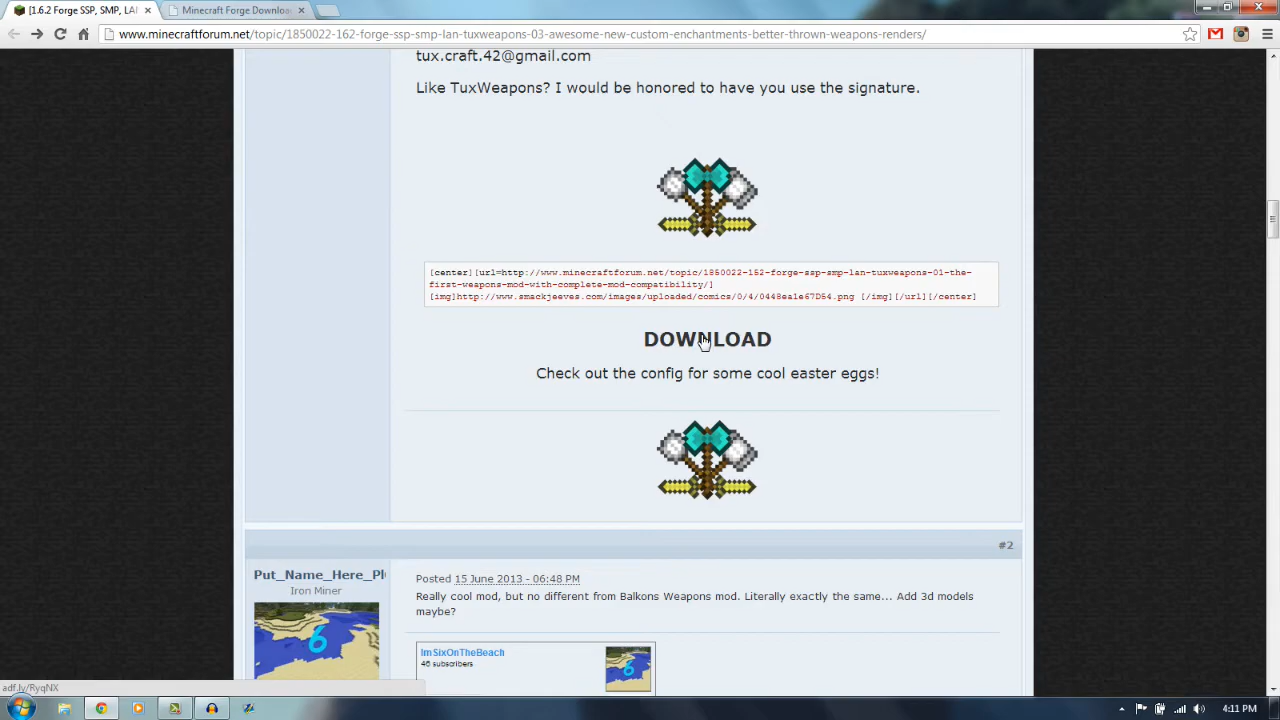 [1.6.2 Forge SSP, SMP, LAN
Minecraft Forge Download
www.minecraftforum.net/topic/1850022-162-forge-ssp-smp-lan-tuxweapons-03-awesome-new-custom-enchantments-better-thrown-weapons-renders/
tux.craft.42@gmail.com
Like TuxWeapons? I would be honored to have you use the signature.
[center][url=http://www.minecraftforum.net/topic/1850022-152-forge-ssp-smp-lan-tuxweapons-01-the-
first-weapons-mod-with-complete-mod-compatibility/]
[img]http://www.smackjeeves.com/images/uploaded/comics/0/4/0448ea1e67D54.png [/img][/url][/center]
DOWNLOAD
Check out the config for some cool easter eggs!
#2
Put_Name_Here_Pl
Iron Miner
Posted 15 June 2013 - 06:48 PM
Really cool mod, but no different from Balkons Weapons mod. Literally exactly the same... Add 3d models
maybe?
6
ImSixOnTheBeach
46 subscribers
6
adf.ly/RyqNX
4:11 PM